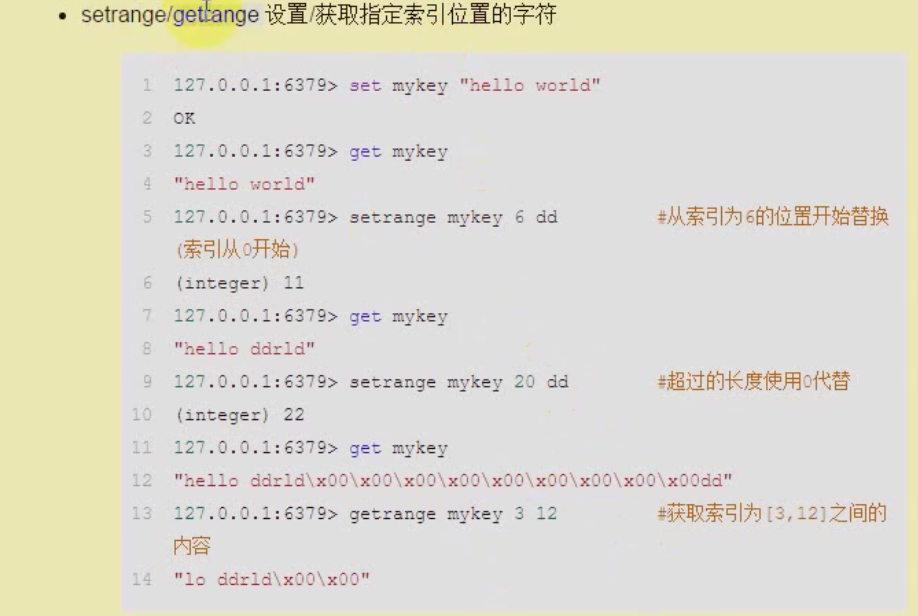 • setrange/getrange 设置/获取指定索引位置的字符
1 127.0.0.1:6379> set mykey "hello world"
2 OK
3 127.0.0.1:6379> get mykey
4 "hello world"
5 127.0.0.1:6379> setrange mykey 6 dd #从索引为6的位置开始替换
(索引从0开始)
6 (integer) 11
7 127.0.0.1:6379> get mykey
8 "hello ddrld"
9 127.0.0.1:6379> setrange mykey 20 dd #超过的长度使用0代替
10 (integer) 22
11 127.0.0.1:6379> get mykey
12 "hello ddrld\x00\x00\x00\x00\x00\x00\x00\x00\x00dd"
13 127.0.0.1:6379> getrange mykey 3 12 #获取索引为[3,12]之间的
内容
14 "lo ddrld\x00\x00"